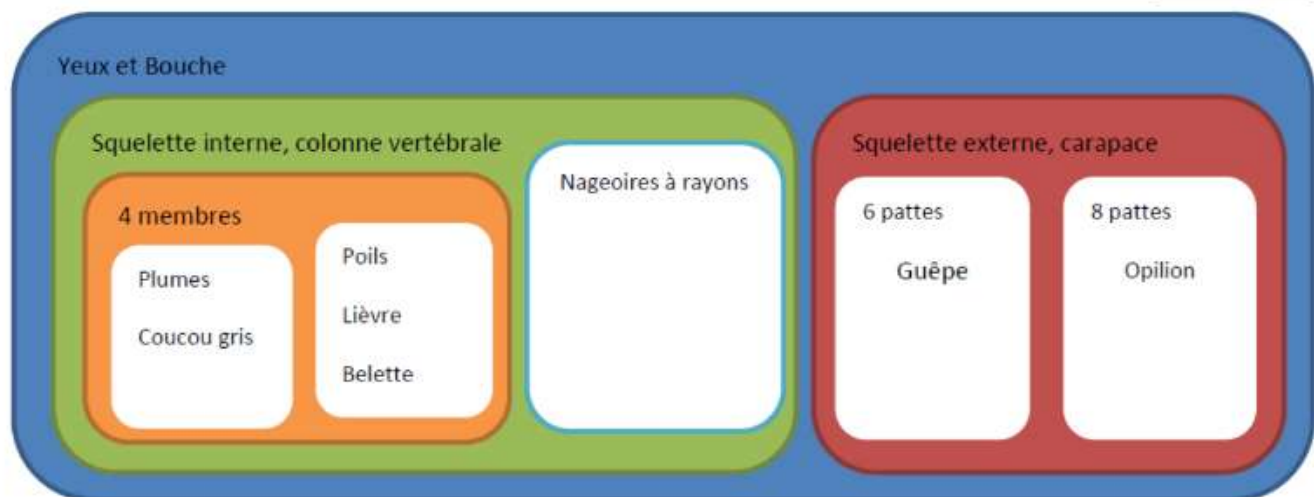 Yeux et Bouche
Squelette interne, colonne vertébrale
4 membres
Plumes
Coucou gris
Poils
Lièvre
Belette
Nageoires à rayons
Squelette externe, carapace
6 pattes
Guêpe
8 pattes
Opilion